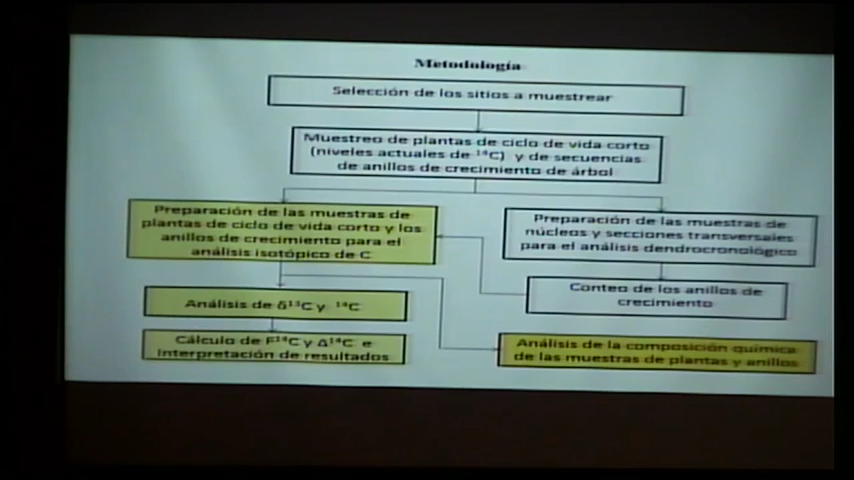 Metodología
Selección de los sitios a muestrear
Muestreo de plantas de ciclo de vida corto
(niveles actuales de ¹⁴C) y de secuencias
de anillos de crecimiento de árbol
Preparación de las muestras de
plantas de ciclo de vida corto y los
anillos de crecimiento para el
análisis isotópico de C
Preparación de las muestras de
núcleos y secciones transversales
para el análisis dendrocronológico
Conteo de los anillos de
crecimiento
Análisis de δ¹³C y ¹⁴C
Cálculo de F¹⁴C y Δ¹⁴C e
interpretación de resultados
Análisis de la composición química
de las muestras de plantas y anillos